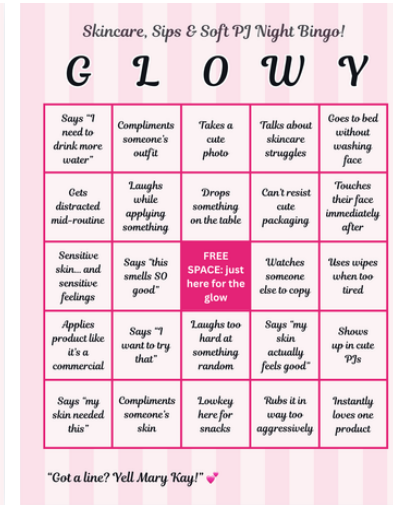 Skincare, Sips & Soft PJ Night Bingo!
G L O W Y
Says "I
need to
drink more
water"
Compliments
someone's
outfit
Takes a
cute
photo
Talks about
skincare
struggles
Goes to bed
without
washing
face
Gets
distracted
mid-routine
Laughs
while
applying
something
Drops
something
on the table
Can't resist
cute
packaging
Touches
their face
immediately
after
Sensitive
skin... and
sensitive
feelings
Says "this
smells SO
good"
FREE
SPACE: just
here for the
glow
Watches
someone
else to copy
Uses wipes
when too
tired
Applies
product like
it's a
commercial
Says "I
want to try
that"
Laughs too
hard at
something
random
Says "my
skin
actually
feels good"
Shows
up in cute
PJs
Says "my
skin needed
this"
Compliments
someone's
skin
Lowkey
here for
snacks
Rubs it in
way too
aggressively
Instantly
loves one
product
"Got a line? Yell Mary Kay!" 💕